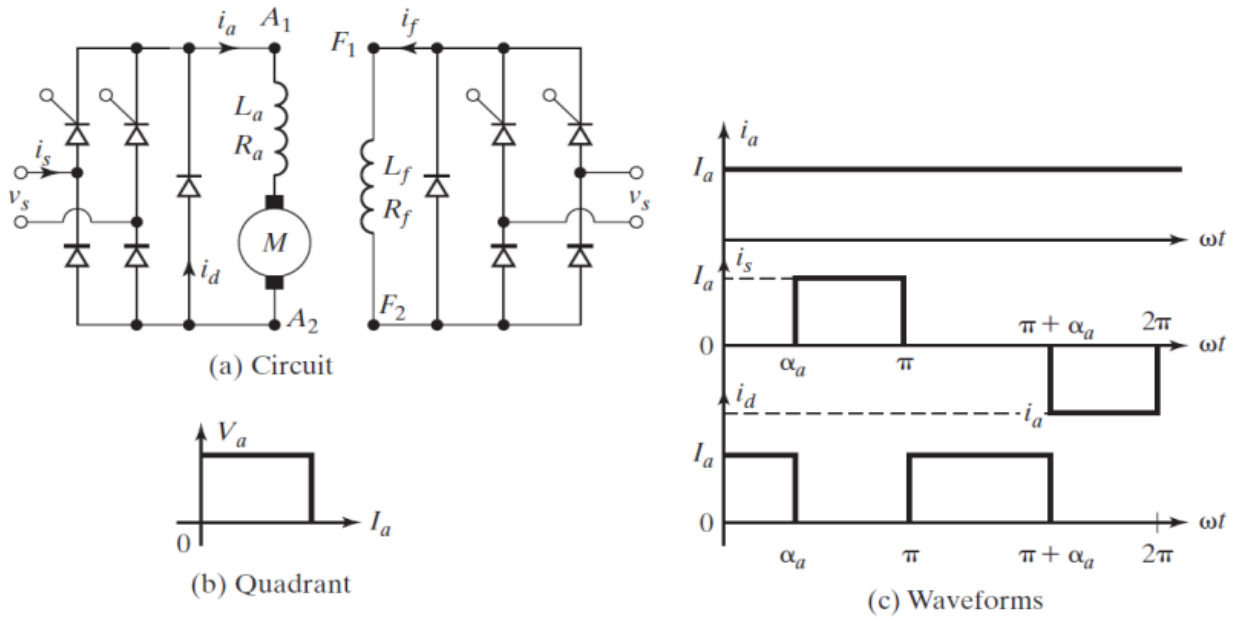 i_a A_1
L_a
R_a
i_s
v_s
M
i_d
A_2
F_1 i_f
L_f
R_f
v_s
F_2
(a) Circuit
V_a
0
I_a
(b) Quadrant
i_a
I_a
ωt
i_s
I_a
0
α_a π π + α_a 2π
ωt
i_d
i_a
I_a
0
ωt
α_a π π + α_a 2π
(c) Waveforms